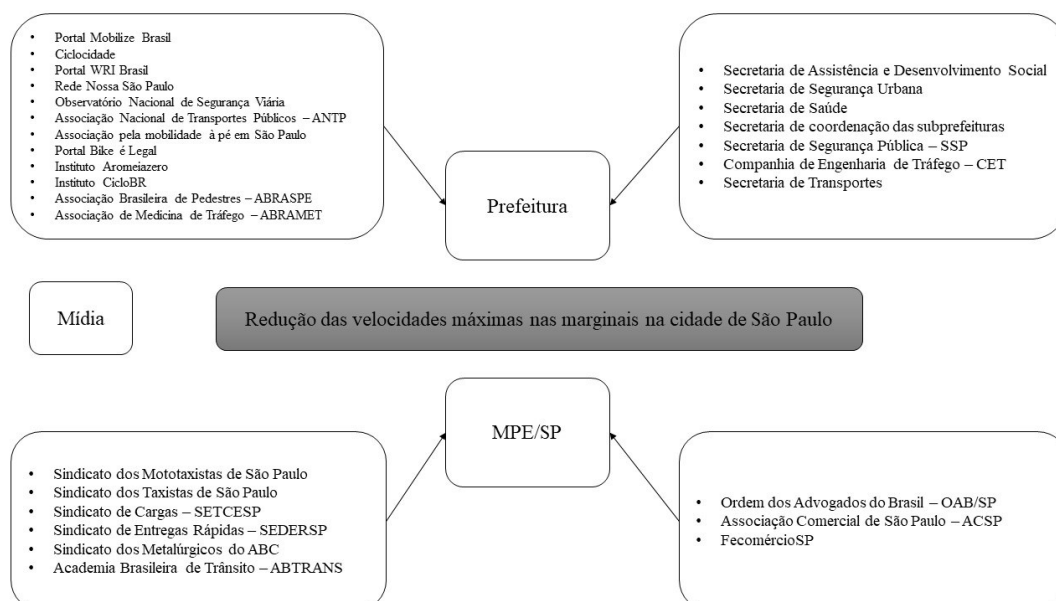 Portal Mobilize Brasil
Ciclocidade
Portal WRI Brasil
Rede Nossa São Paulo
Observatório Nacional de Segurança Viária
Associação Nacional de Transportes Públicos – ANTP
Associação pela mobilidade à pé em São Paulo
Portal Bike é Legal
Instituto Aromeiazero
Instituto CicloBR
Associação Brasileira de Pedestres – ABRASPE
Associação de Medicina de Tráfego – ABRAMET
Prefeitura
Secretaria de Assistência e Desenvolvimento Social
Secretaria de Segurança Urbana
Secretaria de Saúde
Secretaria de coordenação das subprefeituras
Secretaria de Segurança Pública – SSP
Companhia de Engenharia de Tráfego – CET
Secretaria de Transportes
Mídia
Redução das velocidades máximas nas marginais na cidade de São Paulo
MPE/SP
Sindicato dos Mototaxistas de São Paulo
Sindicato dos Taxistas de São Paulo
Sindicato de Cargas – SETCESP
Sindicato de Entregas Rápidas – SEDERSP
Sindicato dos Metalúrgicos do ABC
Academia Brasileira de Trânsito – ABTRANS
Ordem dos Advogados do Brasil – OAB/SP
Associação Comercial de São Paulo – ACSP
FecomércioSP